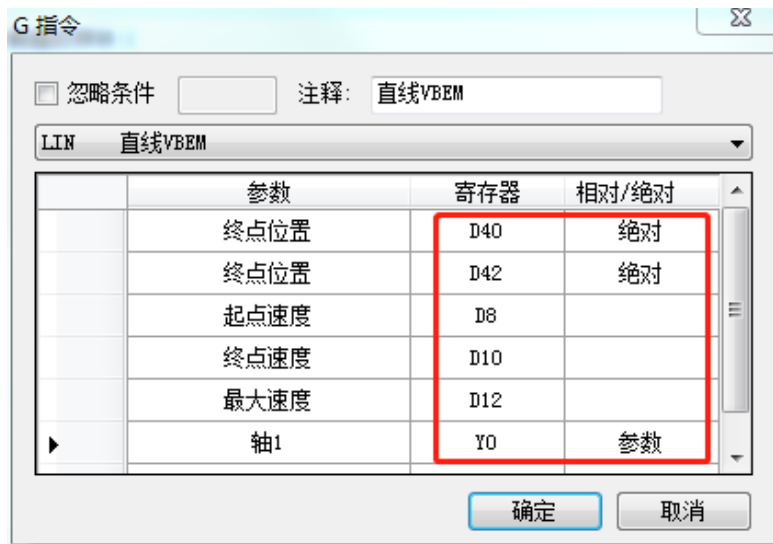 G 指令
忽略条件 注释: 直线VBEM
LIN 直线VBEM
参数 寄存器 相对/绝对
终点位置 D40 绝对
终点位置 D42 绝对
起点速度 D8
终点速度 D10
最大速度 D12
轴1 Y0 参数
确定 取消